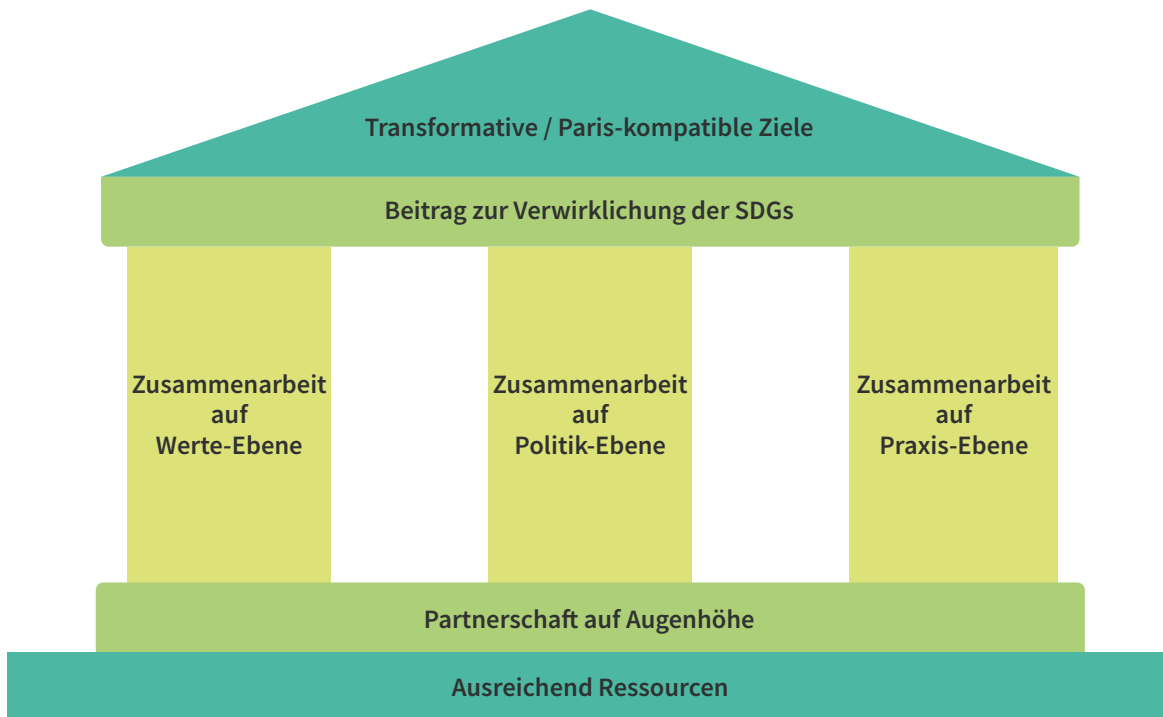 Transformative / Paris-kompatible Ziele
Beitrag zur Verwirklichung der SDGs
Zusammenarbeit
auf
Werte-Ebene
Zusammenarbeit
auf
Politik-Ebene
Zusammenarbeit
auf
Praxis-Ebene
Partnerschaft auf Augenhöhe
Ausreichend Ressourcen